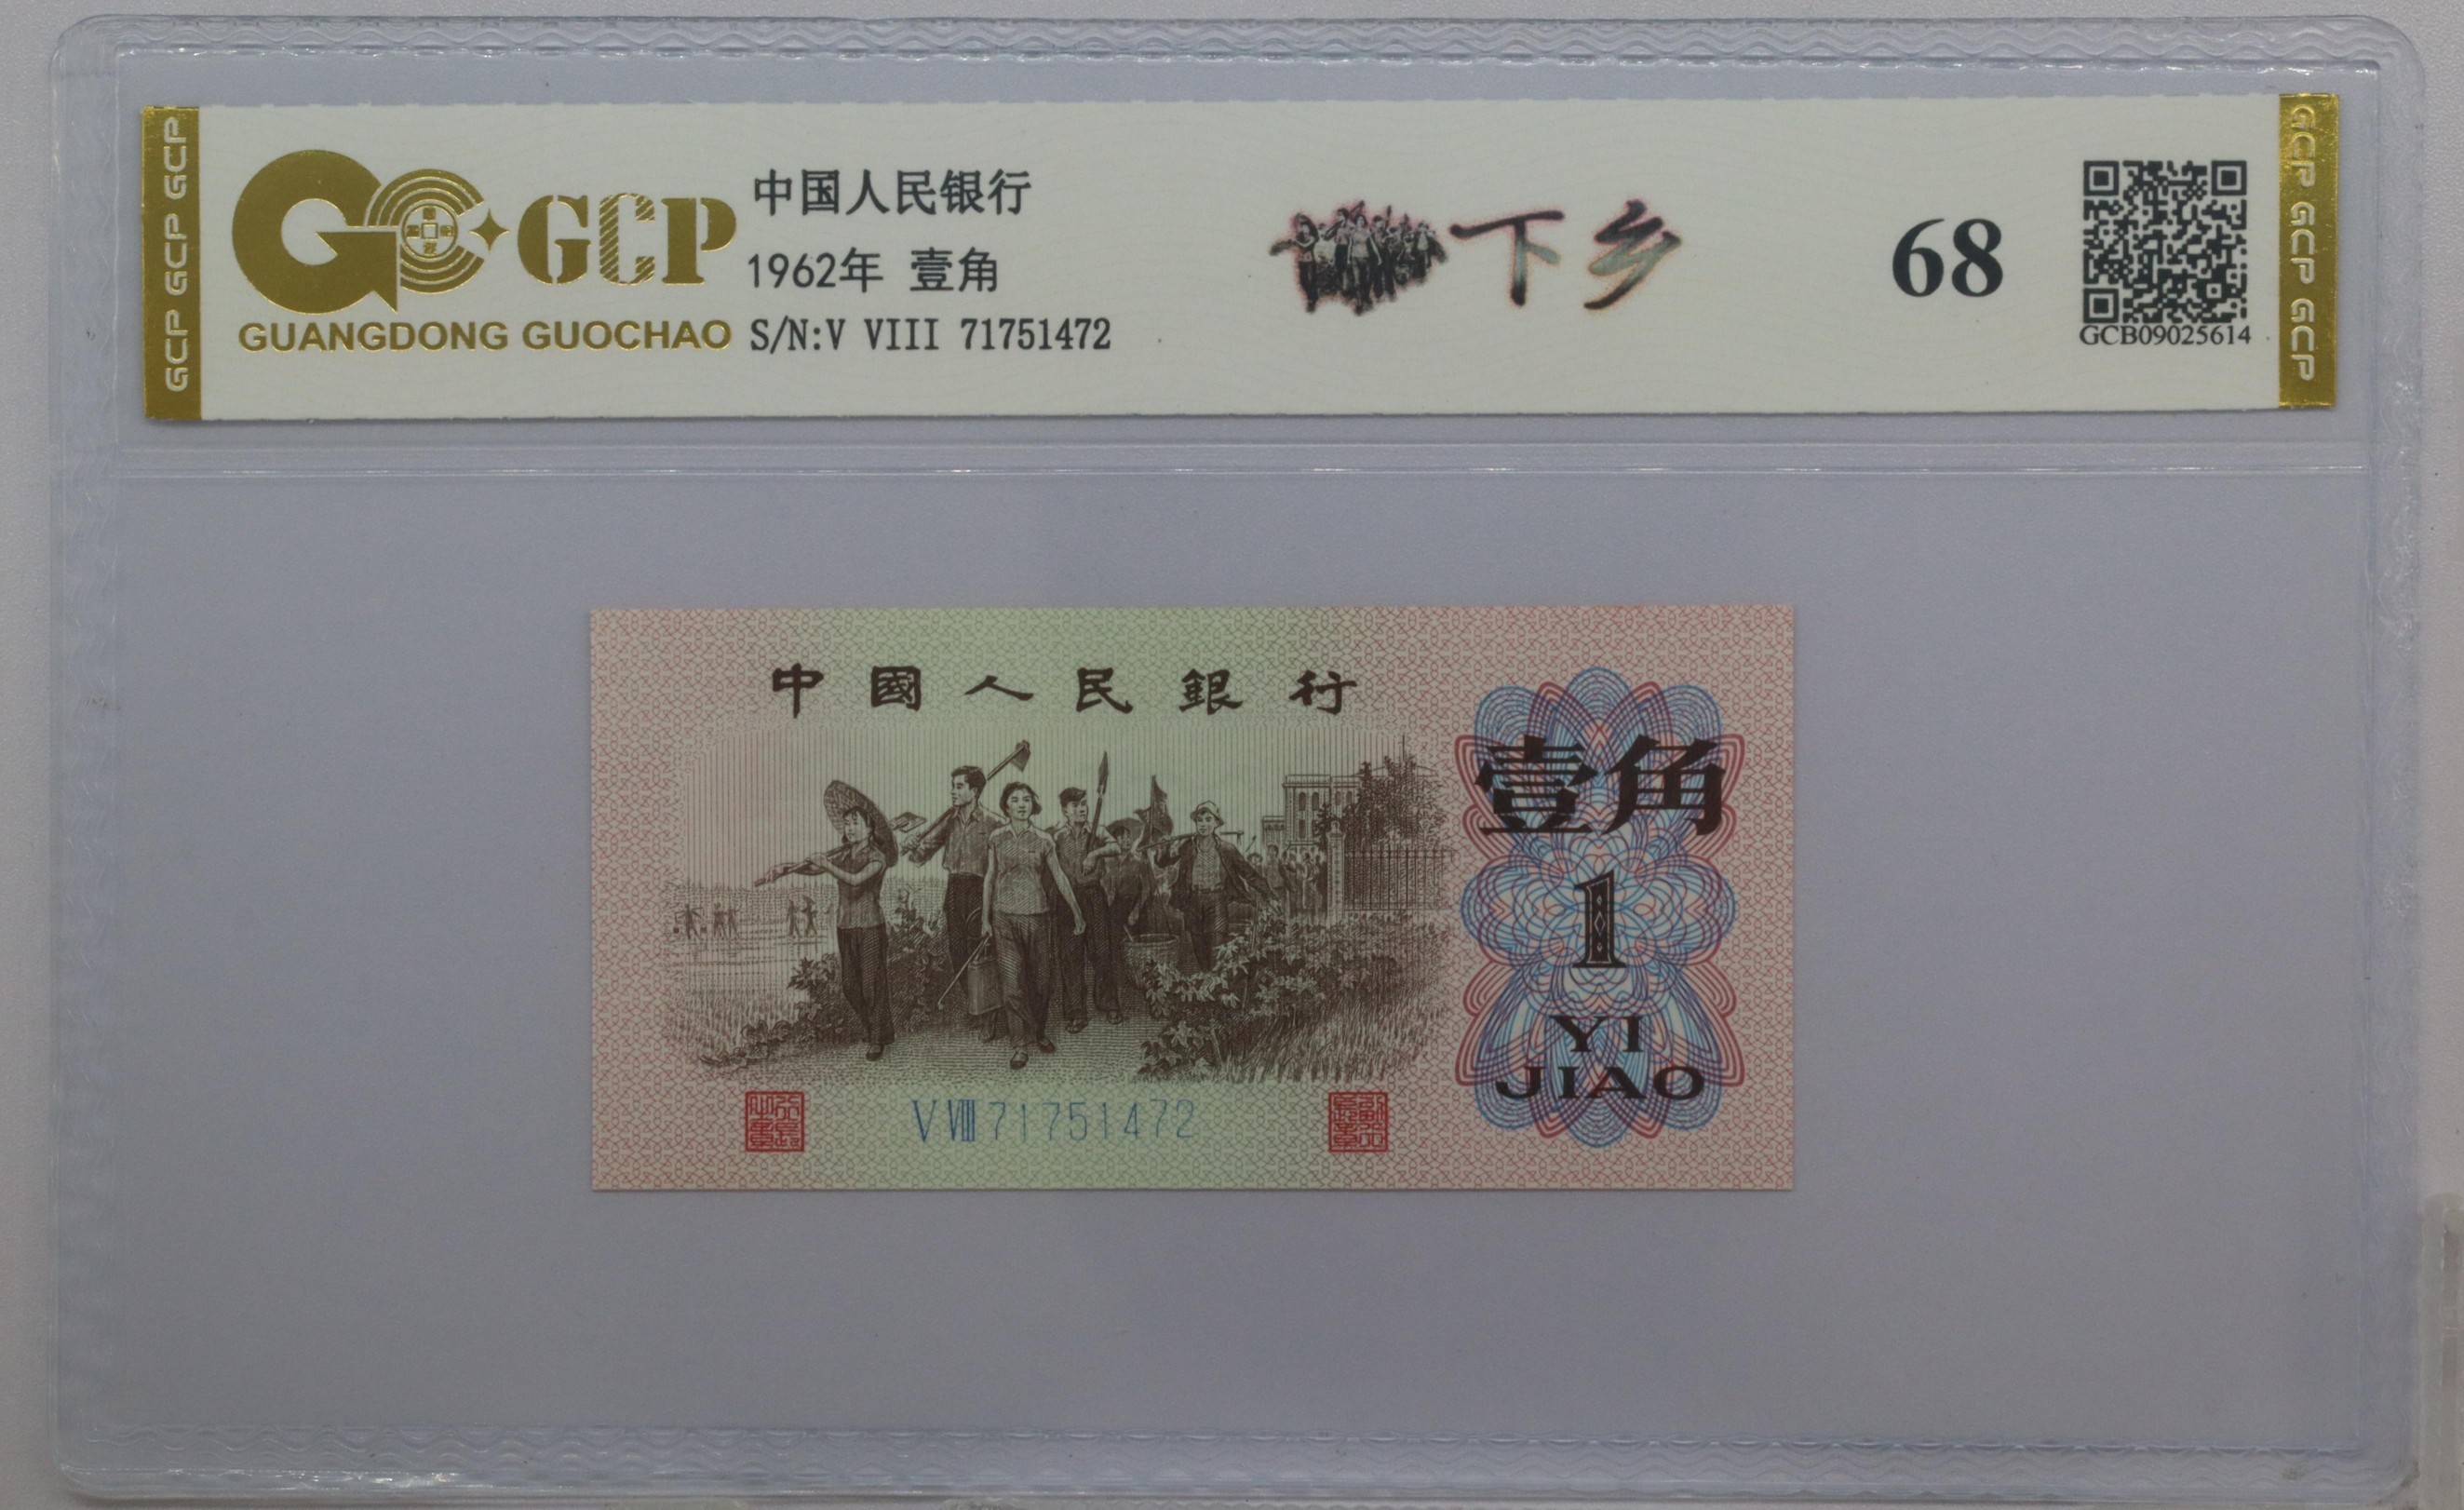 GCP GCP GCP
GCP
GUANGDONG GUOCHAO
中国人民银行
1962年 壹角
S/N:V VIII 71751472
下乡
68
GCB09025614
GCP GCP GCP
中國人民銀行
壹角
1
YI
JIAO
V VIII 71751472